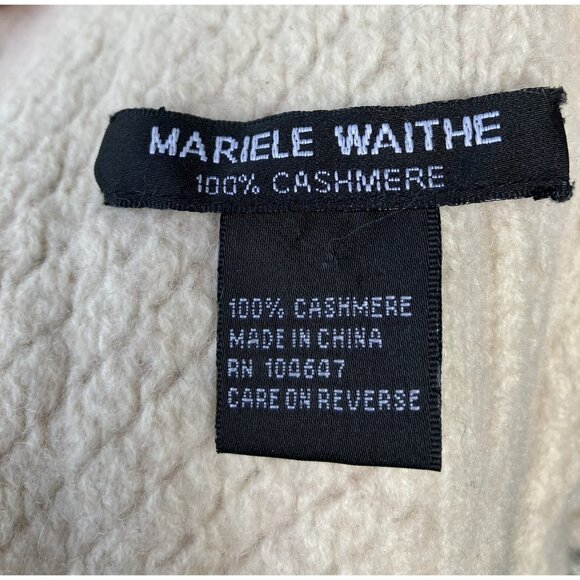 MARIELE WAITHE
100% CASHMERE
100% CASHMERE
MADE IN CHINA
RN 104647
CARE ON REVERSE